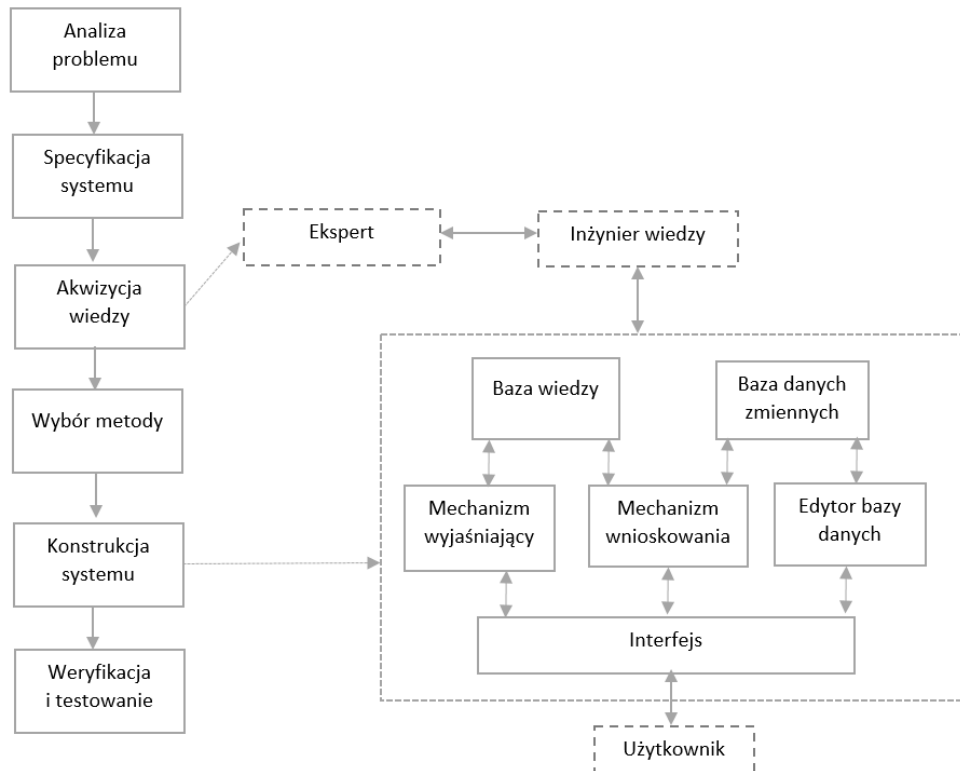 Analiza
problemu
Specyfikacja
systemu
Akwizycja
wiedzy
Wybór metody
Konstrukcja
systemu
Weryfikacja
i testowanie
Ekspert
Inżynier wiedzy
Baza wiedzy
Baza danych
zmiennych
Mechanizm
wyjaśniający
Mechanizm
wnioskowania
Edytor bazy
danych
Interfejs
Użytkownik